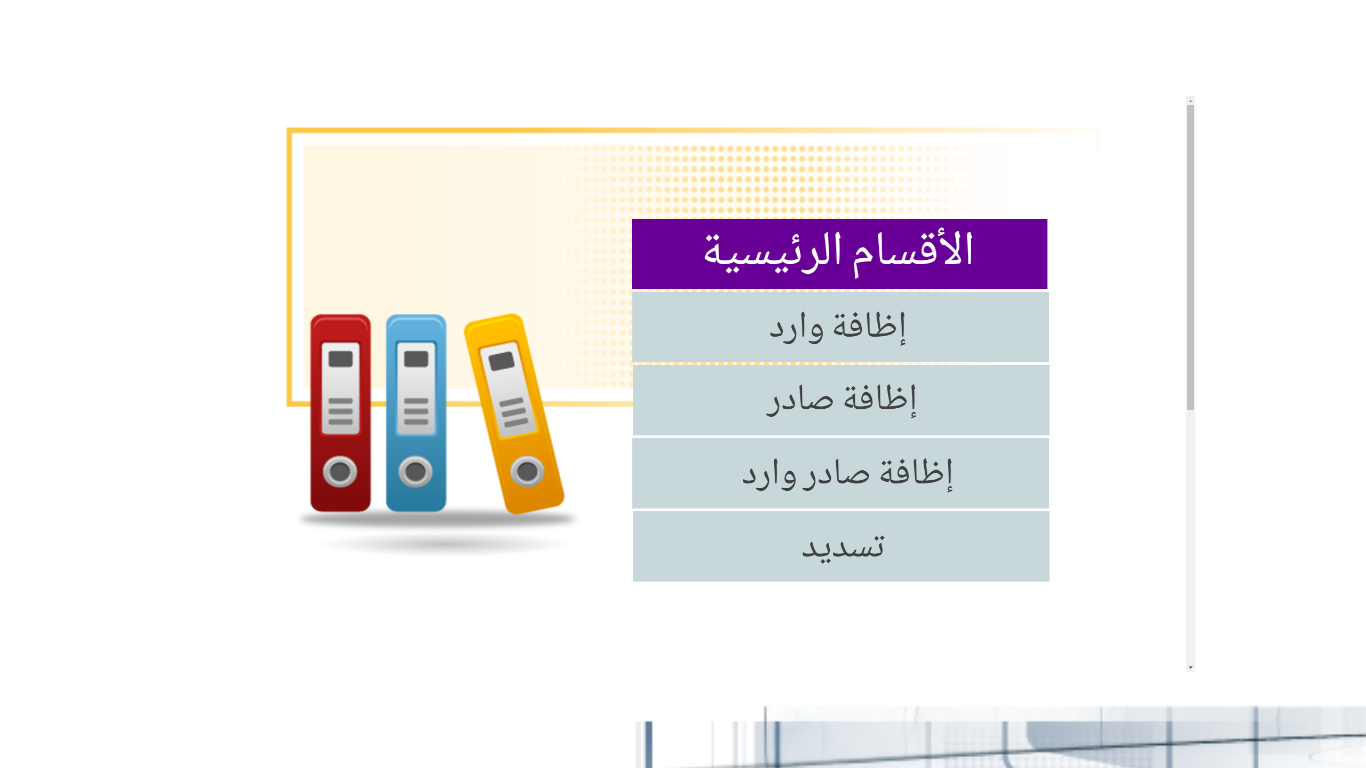 الأقسام الرئيسية
إظافة وارد
إظافة صادر
إظافة صادر وارد
تسديد